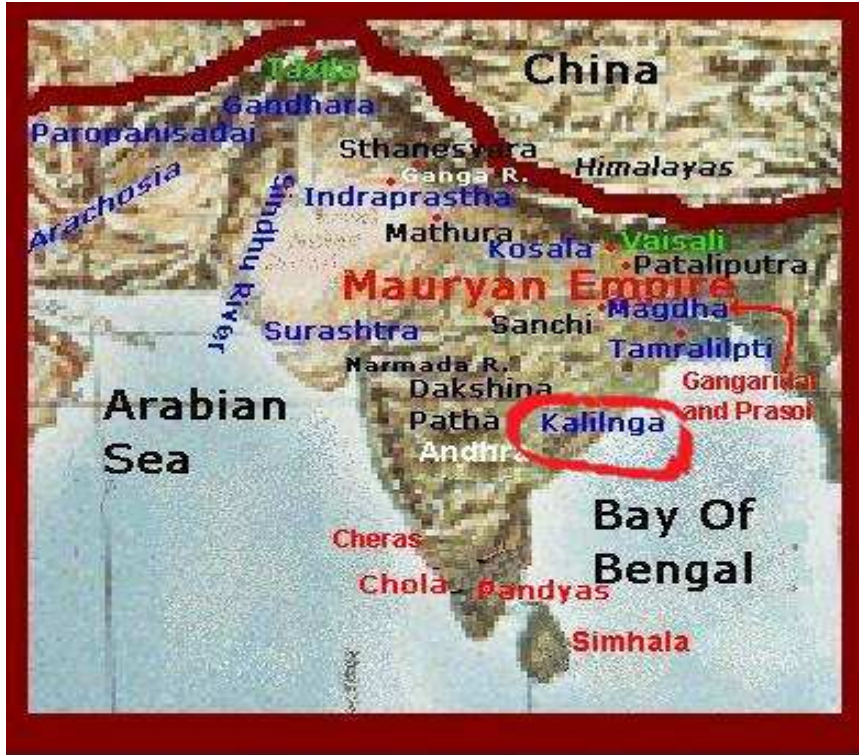 China
Taxila
Gandhara
Paropanisadai
Sthanesvara
Himalayas
Ganga R.
Arachosia
Sindhu River
Indraprastha
Mathura
Kosala
Vaisali
Pataliputra
Mauryan Empire
Magdha
Sanchi
Surashtra
Tamralilpti
Narmada R.
Gangaridai
and Prasoi
Dakshina
Patha
Kalilnga
Arabian
Sea
Andhra
Bay Of
Bengal
Cheras
Chola
Pandyas
Simhala